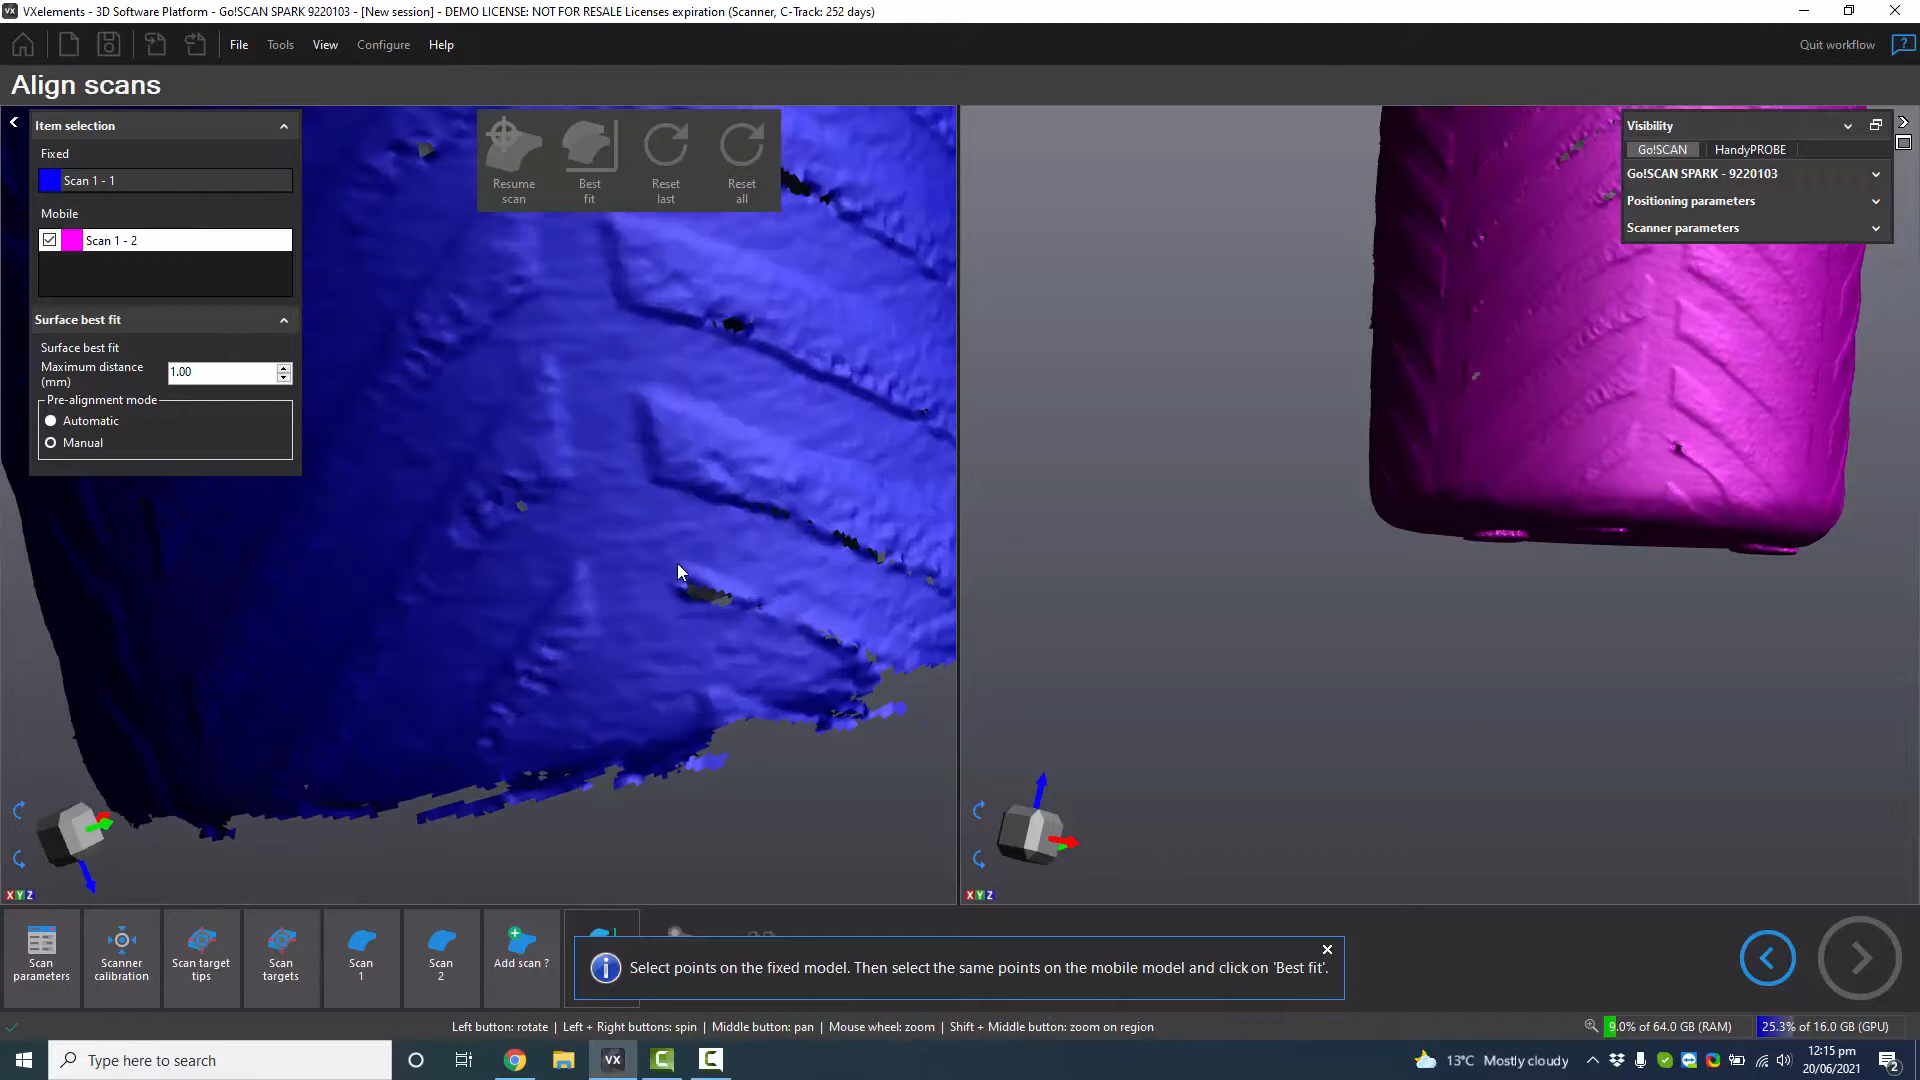 VXelements - 3D Software Platform - Go!SCAN SPARK 9220103 - [New session] - DEMO LICENSE: NOT FOR RESALE Licenses expiration (Scanner, C-Track: 252 days)
File Tools View Configure Help
Quit workflow
Align scans
Item selection
Fixed
Scan 1 - 1
Mobile
Scan 1 - 2
Surface best fit
Surface best fit
Maximum distance
(mm)
1.00
Pre-alignment mode
Automatic
Manual
Resume scan
Best fit
Reset last
Reset all
Visibility
Go!SCAN HandyPROBE
Go!SCAN SPARK - 9220103
Positioning parameters
Scanner parameters
XYZ
XYZ
Scan parameters
Scanner calibration
Scan target tips
Scan targets
Scan 1
Scan 2
Add scan ?
Select points on the fixed model. Then select the same points on the mobile model and click on 'Best fit'.
Left button: rotate | Left + Right buttons: spin | Middle button: pan | Mouse wheel: zoom | Shift + Middle button: zoom on region
9.0% of 64.0 GB (RAM)
25.3% of 16.0 GB (GPU)
Type here to search
VX
13°C Mostly cloudy
12:15 pm
20/06/2021
2